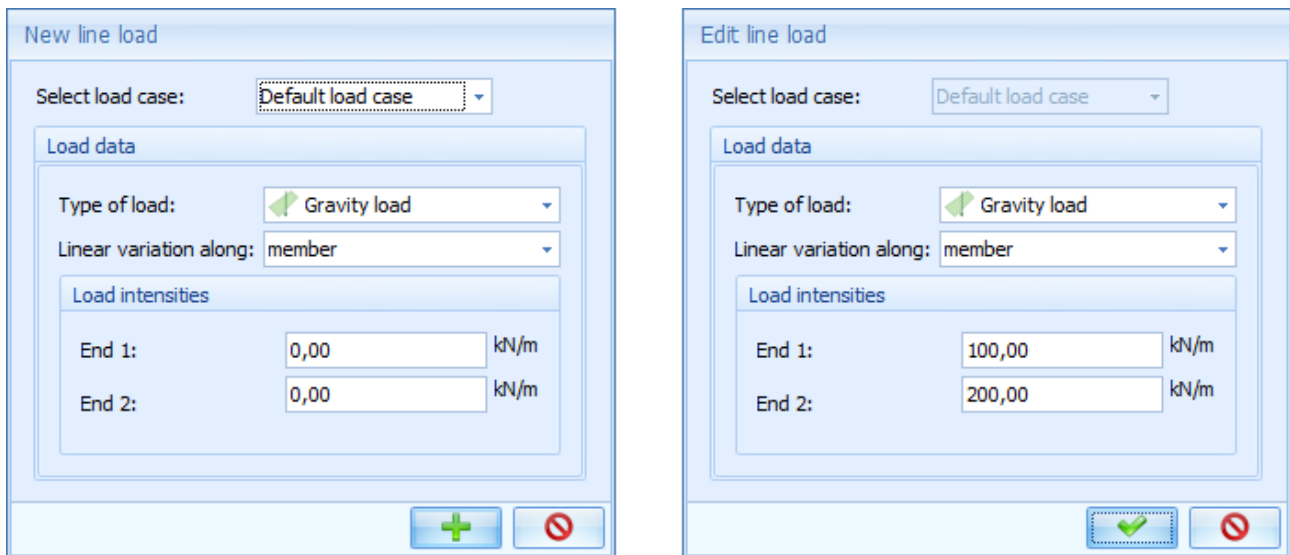 New line load
Select load case: Default load case
Load data
Type of load: Gravity load
Linear variation along: member
Load intensities
End 1: 0,00 kN/m
End 2: 0,00 kN/m
Edit line load
Select load case: Default load case
Load data
Type of load: Gravity load
Linear variation along: member
Load intensities
End 1: 100,00 kN/m
End 2: 200,00 kN/m